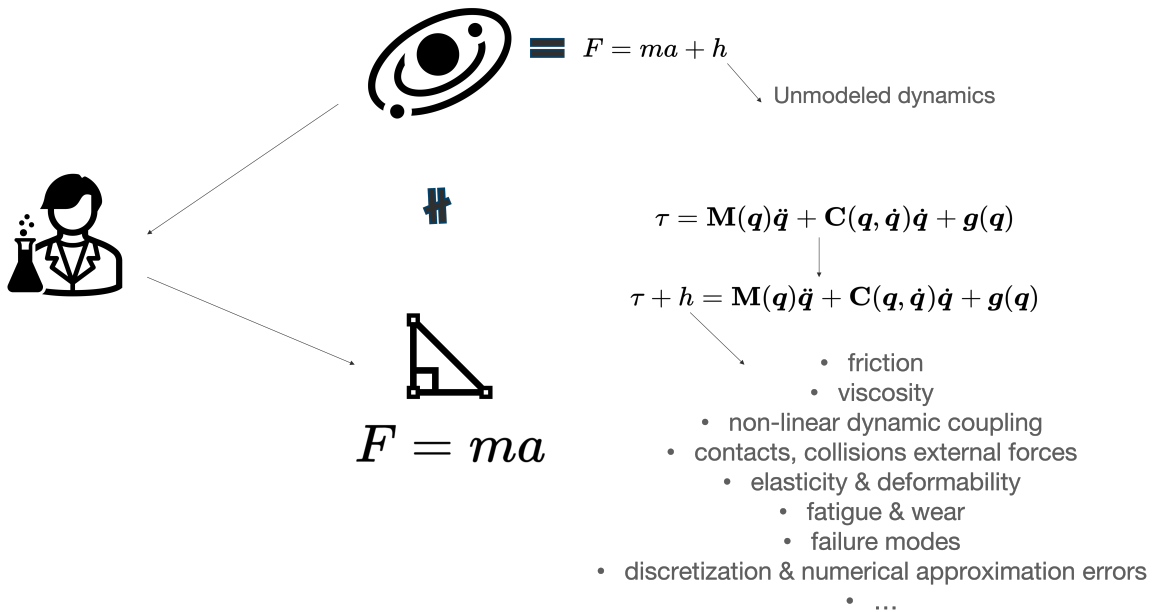 F = ma + h
Unmodeled dynamics
τ = M(q)q̈ + C(q, q̇)q̇ + g(q)
τ + h = M(q)q̈ + C(q, q̇)q̇ + g(q)
F = ma
• friction
• viscosity
• non-linear dynamic coupling
• contacts, collisions external forces
• elasticity & deformability
• fatigue & wear
• failure modes
• discretization & numerical approximation errors
• ...